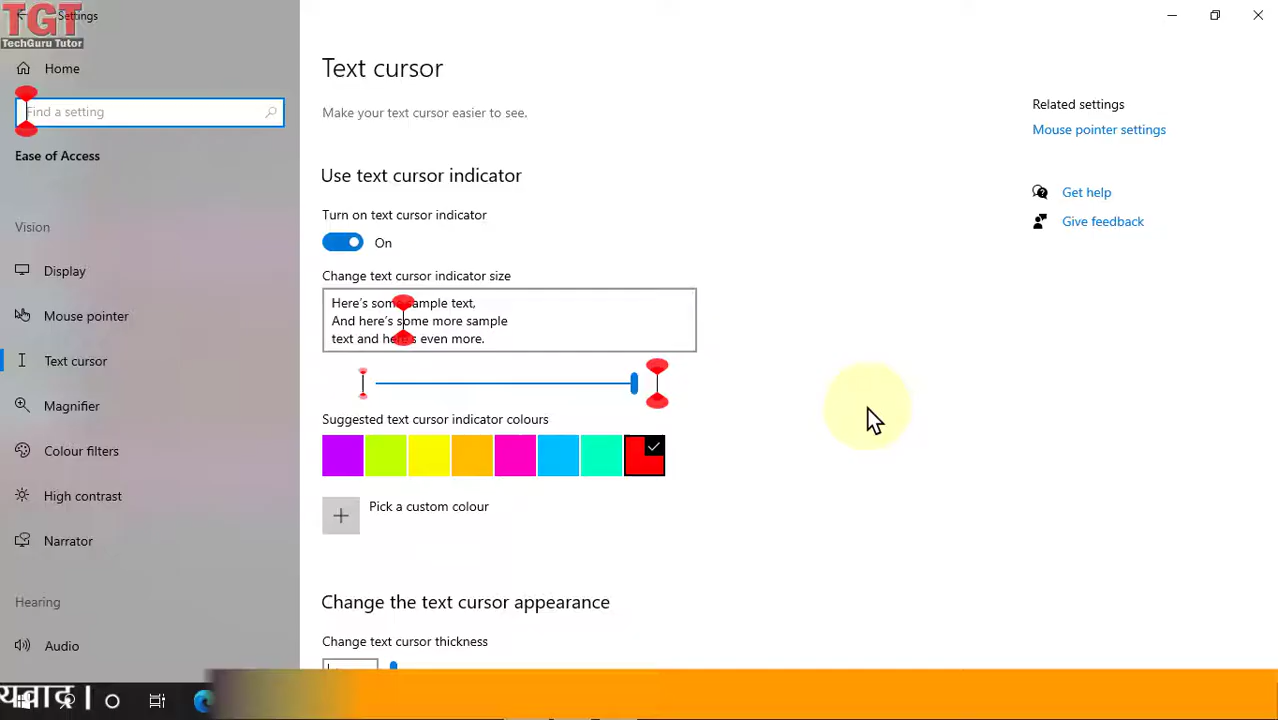 TGT
TechGuru Tutor
Settings
Home
Find a setting
Ease of Access
Vision
Display
Mouse pointer
Text cursor
Magnifier
Colour filters
High contrast
Narrator
Hearing
Audio
Text cursor
Make your text cursor easier to see.
Use text cursor indicator
Turn on text cursor indicator
On
Change text cursor indicator size
Here's some sample text,
And here's some more sample
text and here's even more.
Suggested text cursor indicator colours
Pick a custom colour
Change the text cursor appearance
Change text cursor thickness
Related settings
Mouse pointer settings
Get help
Give feedback